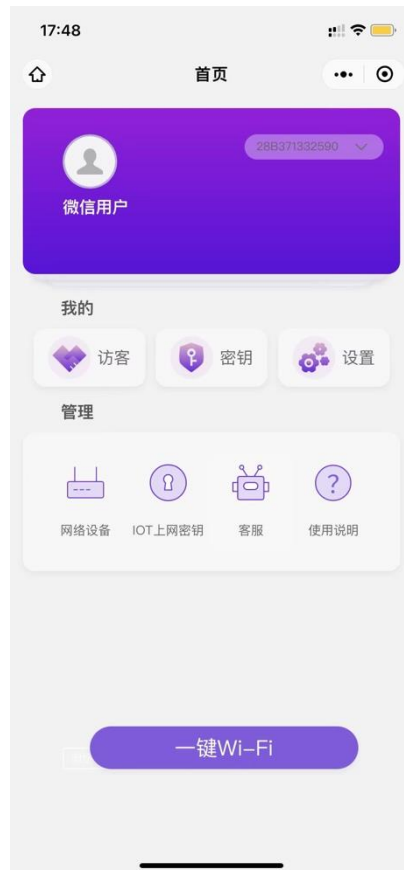 17:48
首页
28B371332590
微信用户
我的
访客 密钥 设置
管理
网络设备 IOT上网密钥 客服 使用说明
一键Wi-Fi